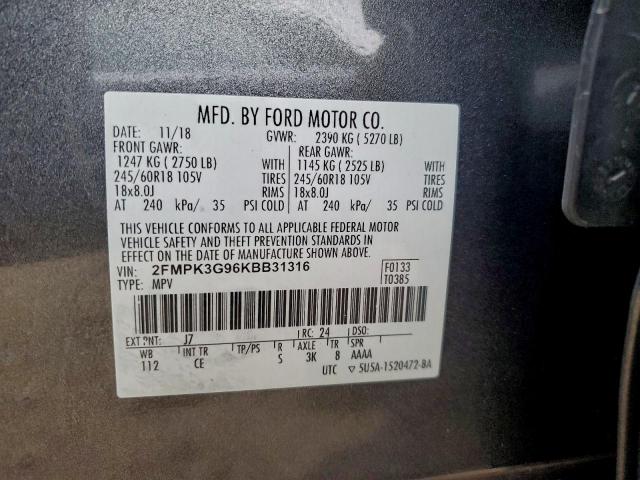 MFD. BY FORD MOTOR CO.
DATE: 11/18 GVWR: 2390 KG ( 5270 LB)
FRONT GAWR: REAR GAWR:
1247 KG ( 2750 LB) WITH 1145 KG ( 2525 LB) WITH
245/60R18 105V TIRES 245/60R18 105V TIRES
18x8.0J RIMS 18x8.0J RIMS
AT 240 kPa/ 35 PSI COLD AT 240 kPa/ 35 PSI COLD
THIS VEHICLE CONFORMS TO ALL APPLICABLE FEDERAL MOTOR
VEHICLE SAFETY AND THEFT PREVENTION STANDARDS IN
EFFECT ON THE DATE OF MANUFACTURE SHOWN ABOVE.
VIN: 2FMPK3G96KBB31316 F0133
TYPE: MPV T0385
EXT PNT: J7 RC: 24 DSO:
WB INT TR TP/PS R AXLE TR SPR
112 CE S 3K 8 AAAA
UTC ▽ 5U5A-1520472-BA